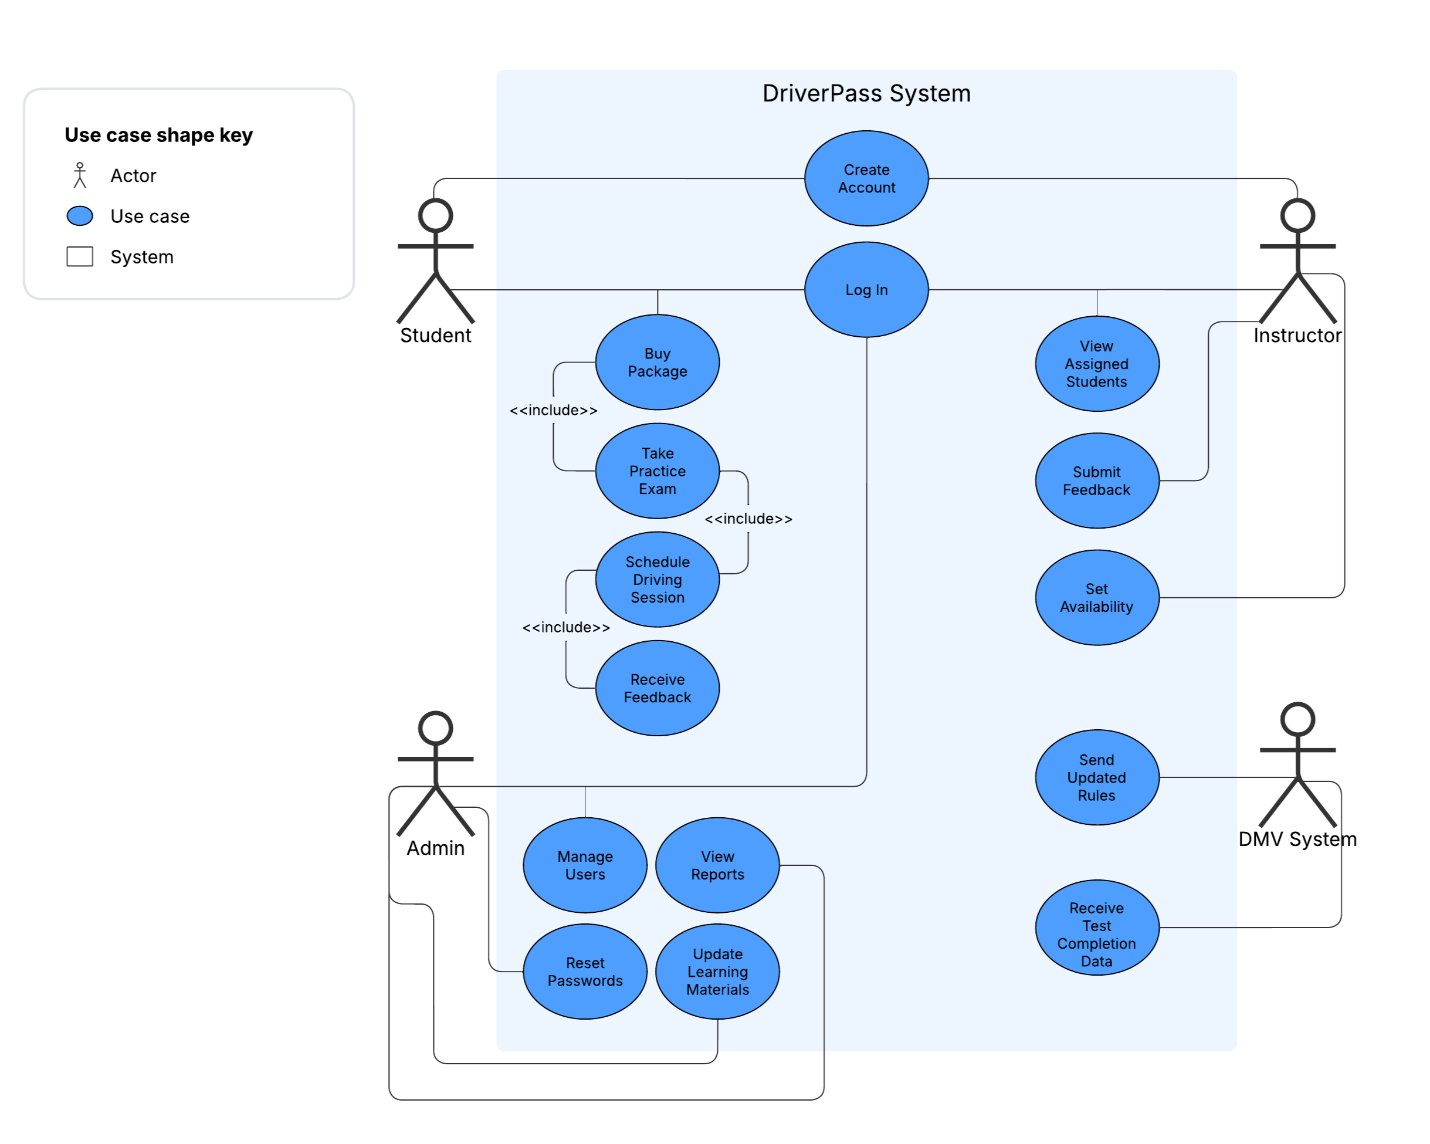 DriverPass System
Use case shape key
Actor
Use case
System
Create
Account
Log In
Student
Instructor
Buy
Package
View
Assigned
Students
<<include>>
Take
Practice
Exam
Submit
Feedback
<<include>>
Schedule
Driving
Session
Set
Availability
<<include>>
Receive
Feedback
Admin
DMV System
Send
Updated
Rules
Manage
Users
View
Reports
Reset
Passwords
Update
Learning
Materials
Receive
Test
Completion
Data